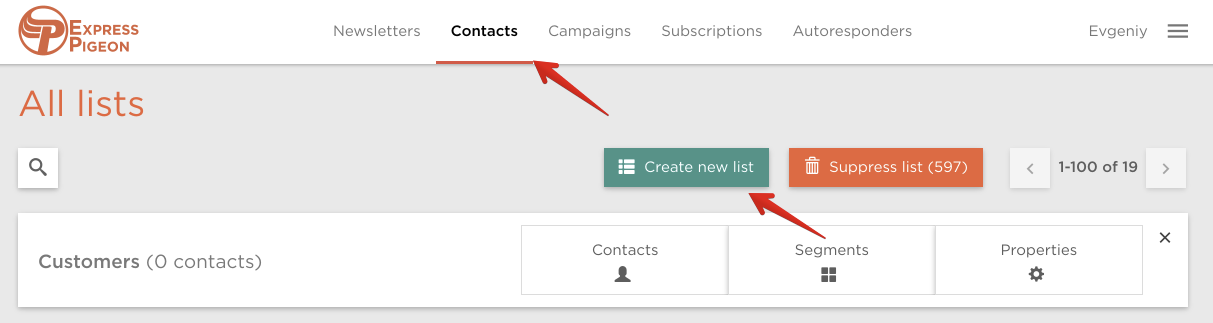 EXPRESS
PIGEON
Newsletters Contacts Campaigns Subscriptions Autoresponders Evgeniy
All lists
Create new list Suppress list (597) 1-100 of 19
Customers (0 contacts) Contacts Segments Properties